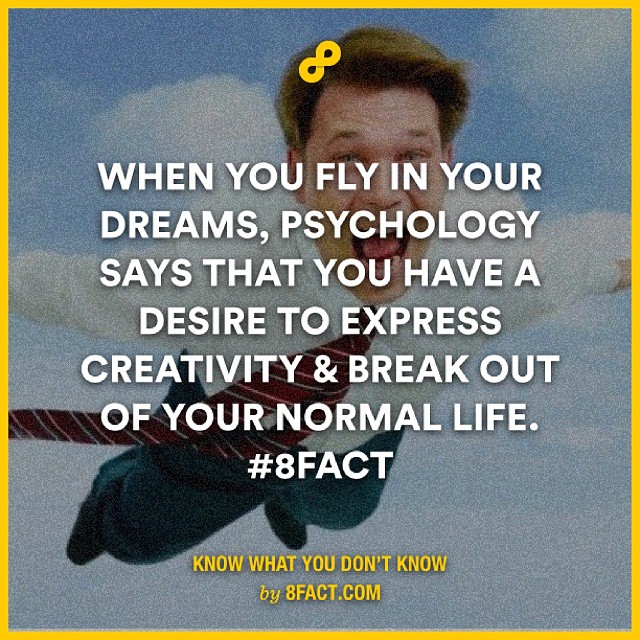 WHEN YOU FLY IN YOUR
DREAMS, PSYCHOLOGY
SAYS THAT YOU HAVE A
DESIRE TO EXPRESS
CREATIVITY & BREAK OUT
OF YOUR NORMAL LIFE.
#8FACT
KNOW WHAT YOU DON'T KNOW
by 8FACT.COM